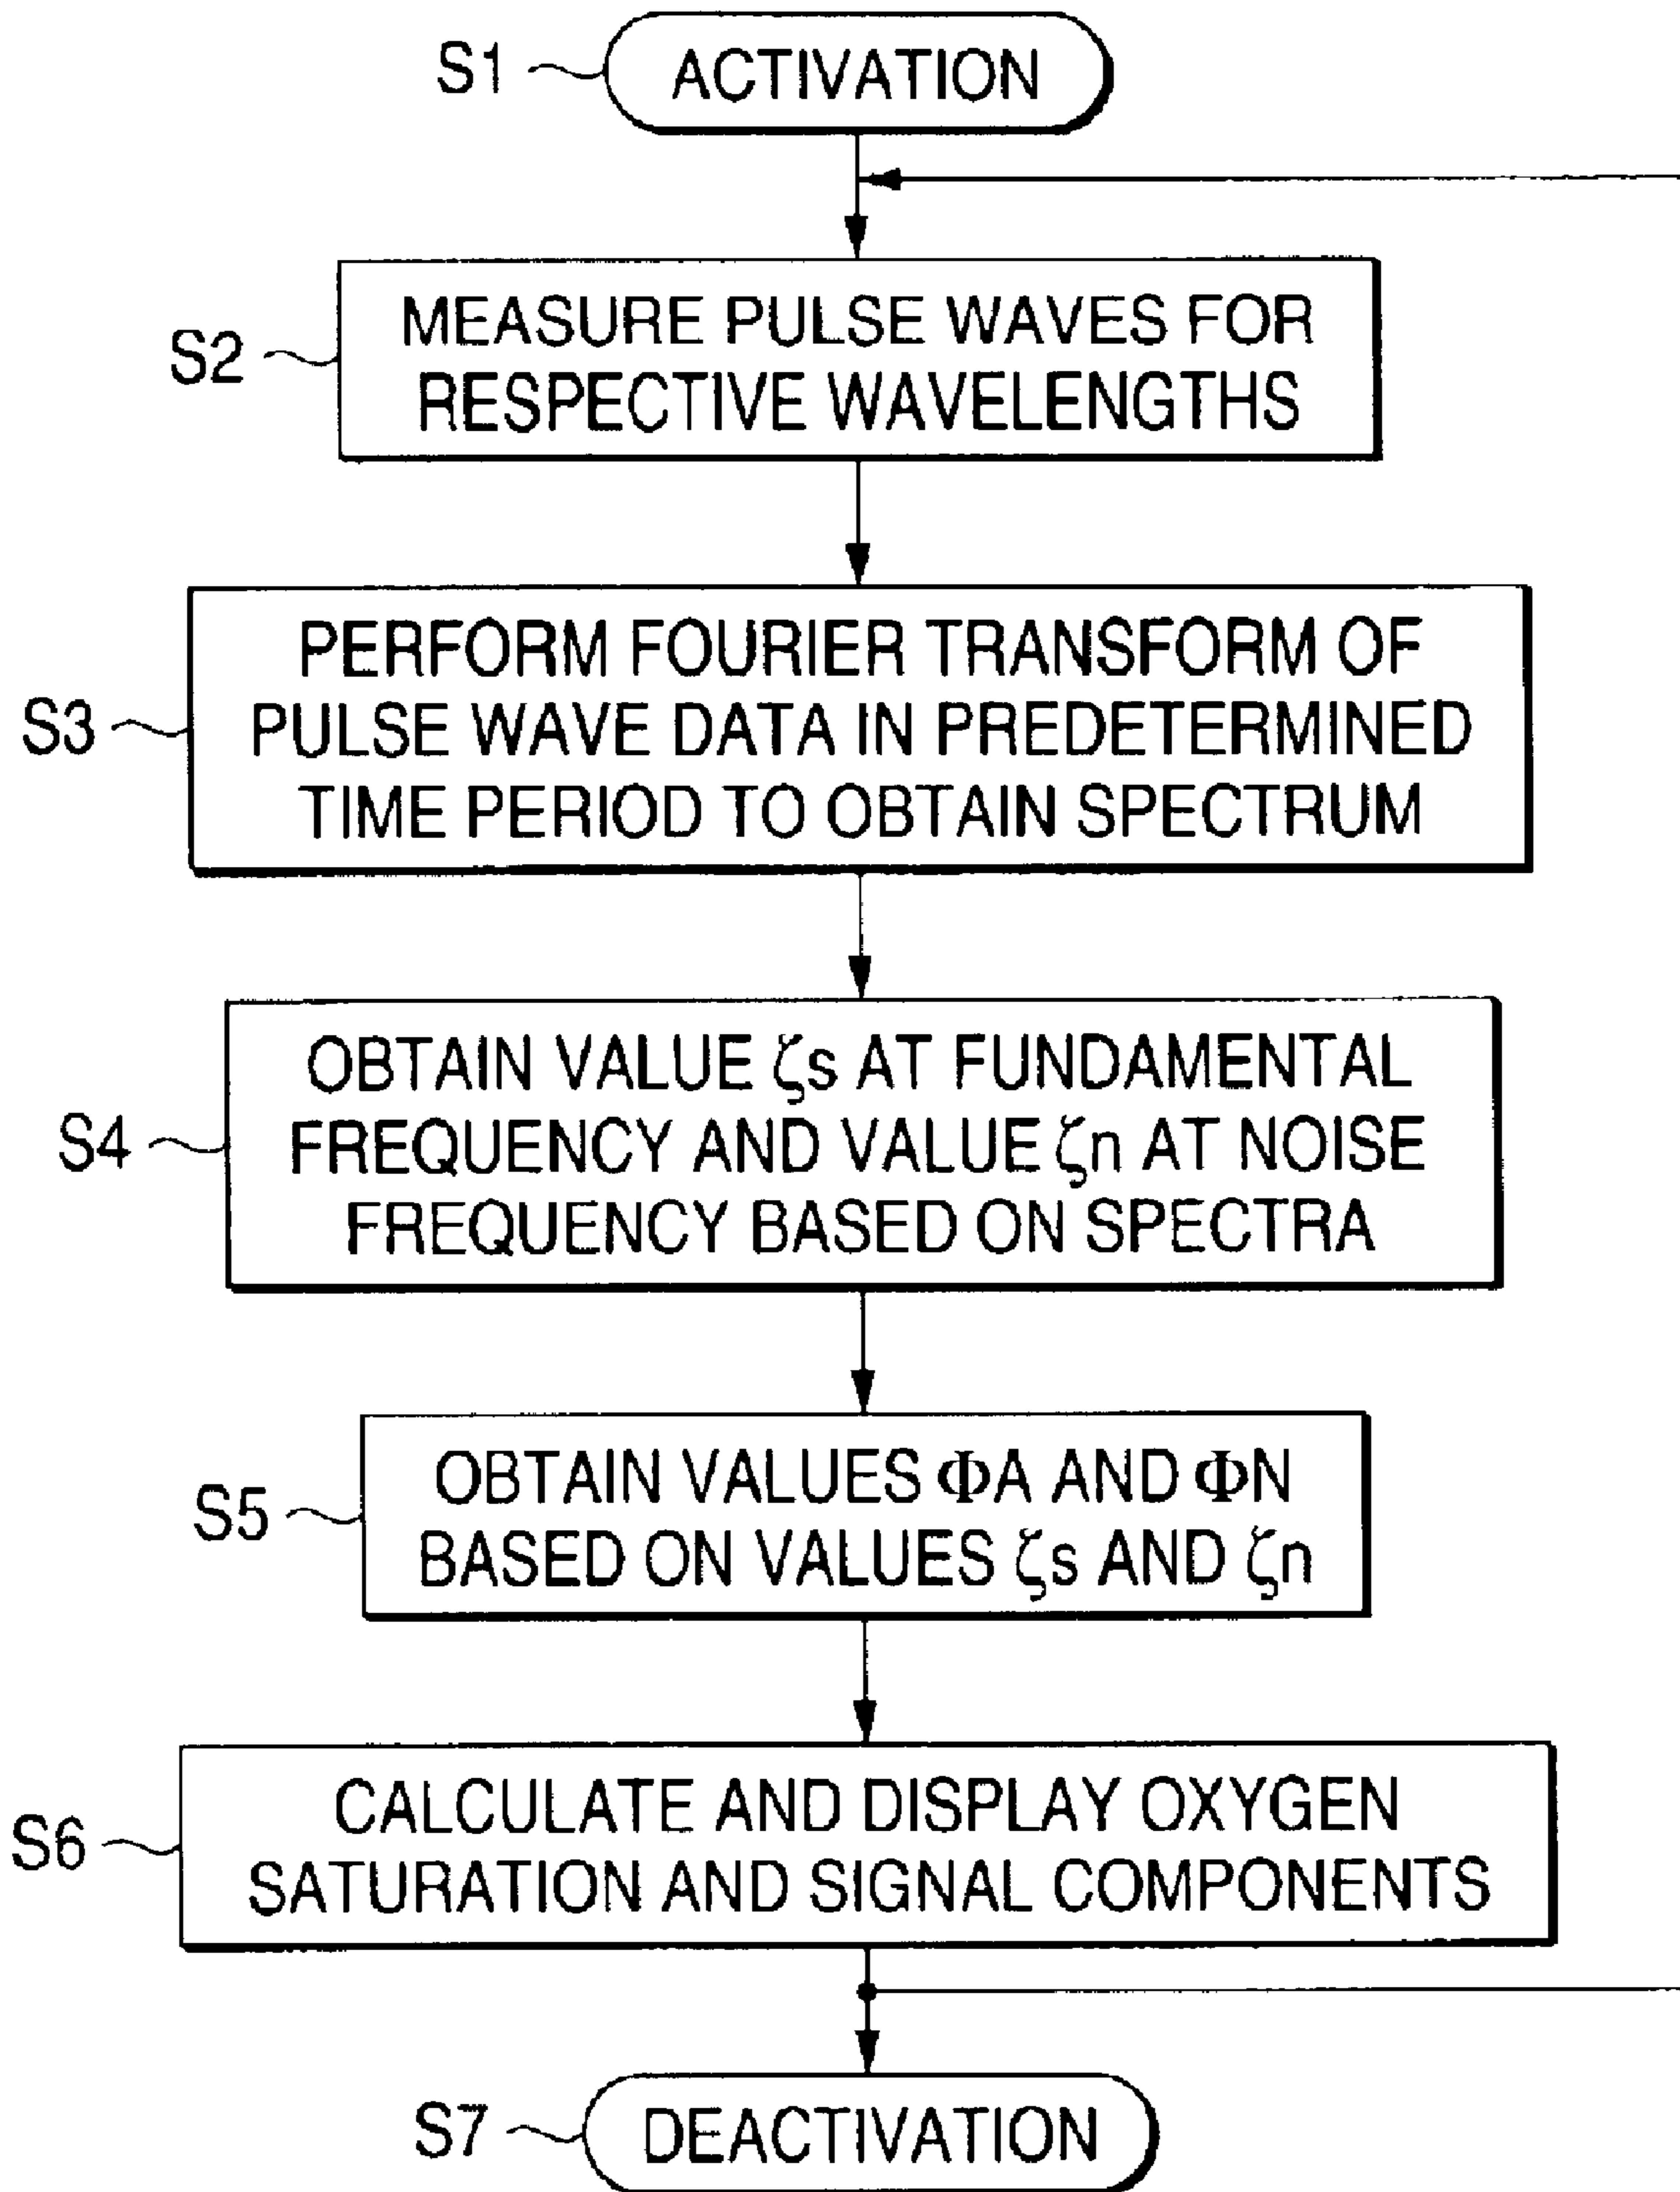 S1
ACTIVATION
S2
MEASURE PULSE WAVES FOR
RESPECTIVE WAVELENGTHS
S3
PERFORM FOURIER TRANSFORM OF
PULSE WAVE DATA IN PREDETERMINED
TIME PERIOD TO OBTAIN SPECTRUM
S4
OBTAIN VALUE ζs AT FUNDAMENTAL
FREQUENCY AND VALUE ζn AT NOISE
FREQUENCY BASED ON SPECTRA
S5
OBTAIN VALUES ΦA AND ΦN
BASED ON VALUES ζs AND ζn
S6
CALCULATE AND DISPLAY OXYGEN
SATURATION AND SIGNAL COMPONENTS
S7
DEACTIVATION